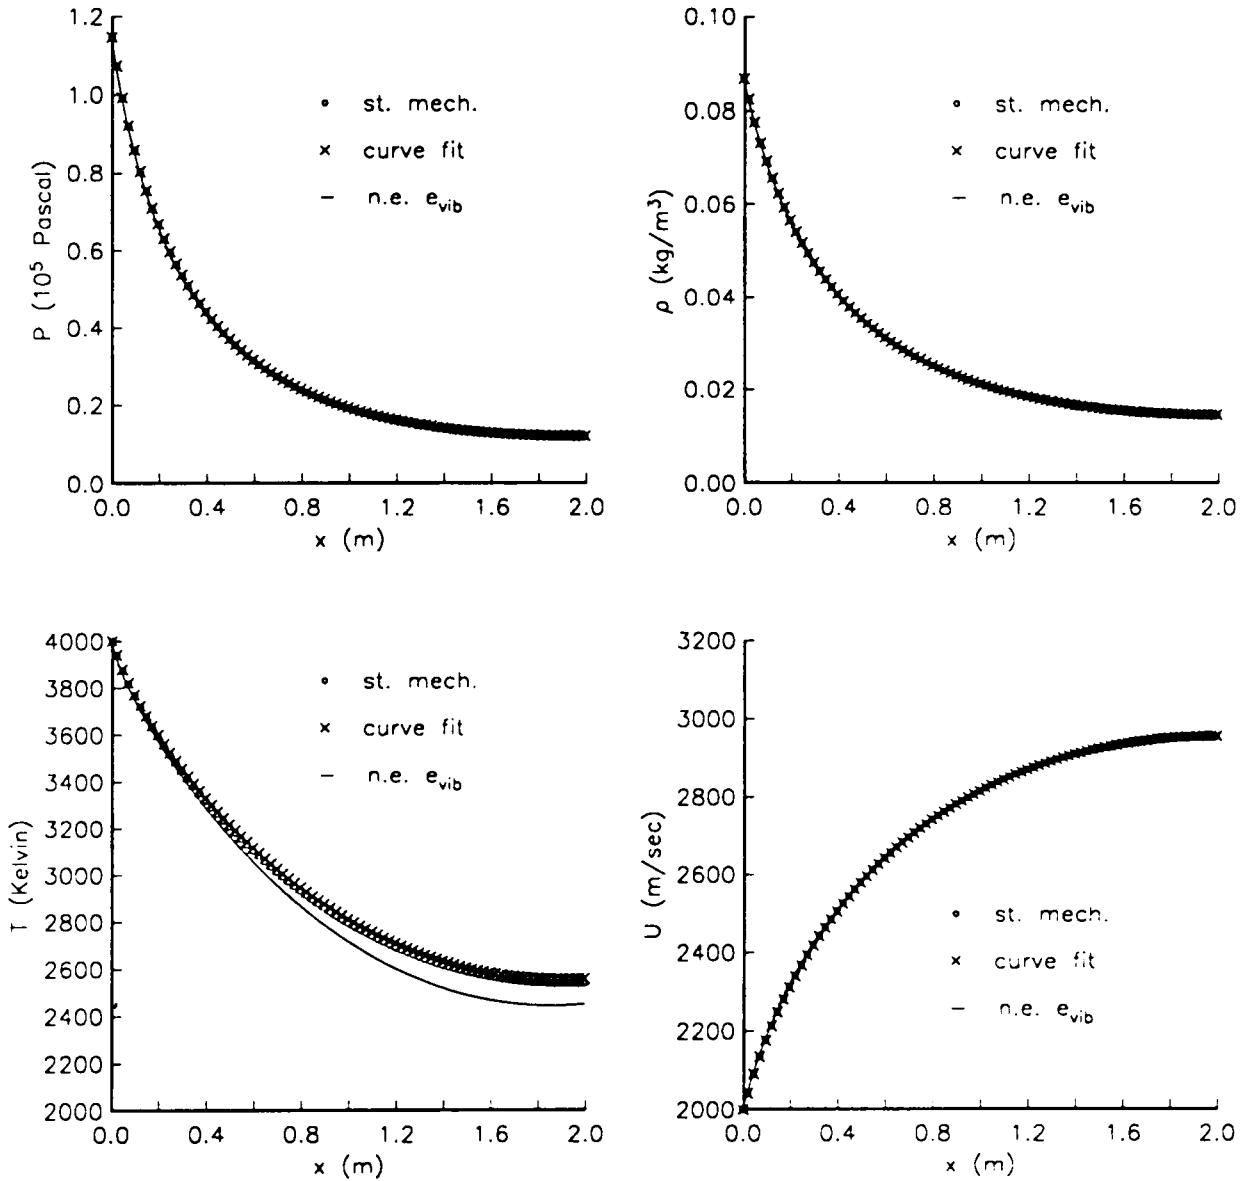 1.2
1.0
0.8
0.6
0.4
0.2
0.0
P (10⁵ Pascal)
st. mech.
curve fit
n.e. e_vib
0.0 0.4 0.8 1.2 1.6 2.0
x (m)
0.10
0.08
0.06
0.04
0.02
0.00
ρ (kg/m³)
st. mech.
curve fit
n.e. e_vib
0.0 0.4 0.8 1.2 1.6 2.0
x (m)
4000
3800
3600
3400
3200
3000
2800
2600
2400
2200
2000
T (Kelvin)
st. mech.
curve fit
n.e. e_vib
0.0 0.4 0.8 1.2 1.6 2.0
x (m)
3200
3000
2800
2600
2400
2200
2000
U (m/sec)
st. mech.
curve fit
n.e. e_vib
0.0 0.4 0.8 1.2 1.6 2.0
x (m)